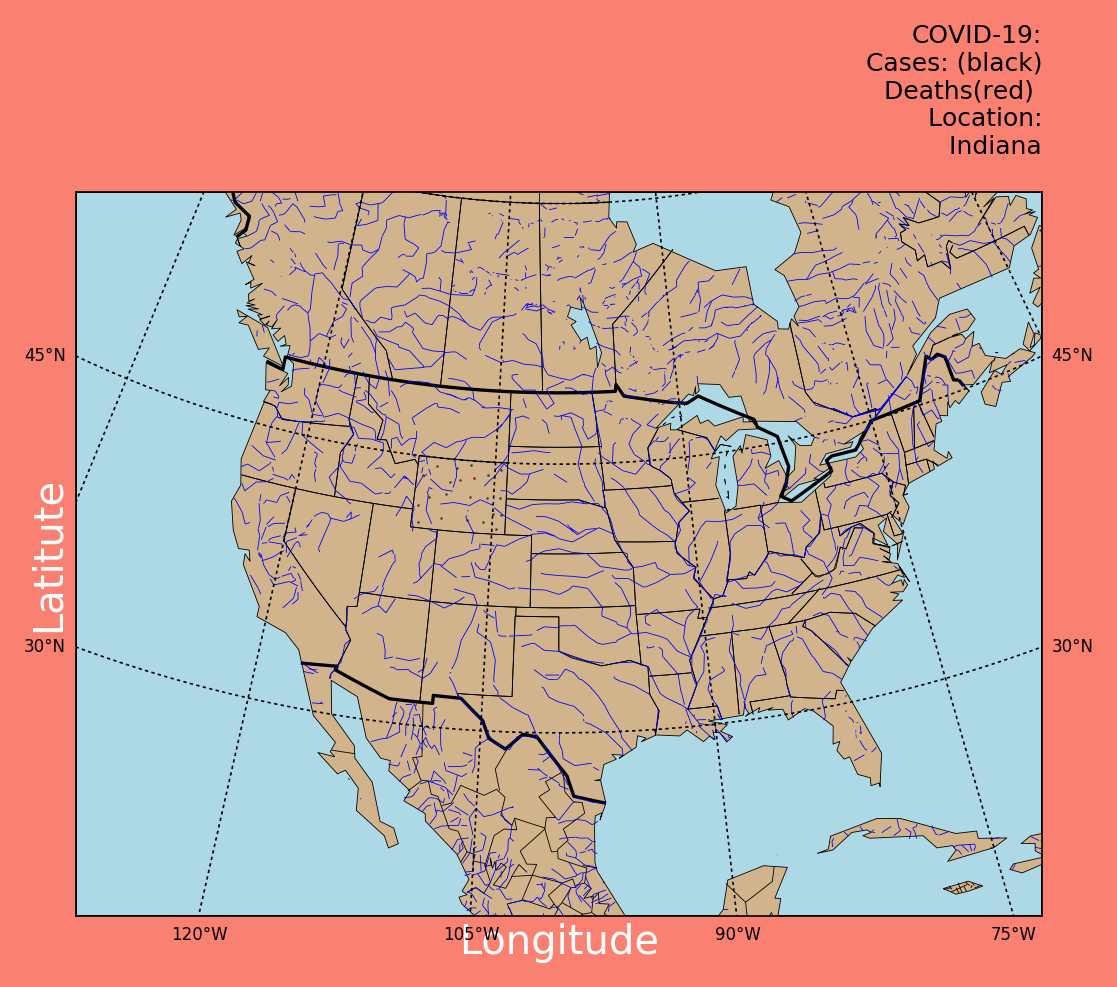 COVID-19:
Cases: (black)
Deaths(red)
Location:
Indiana
45°N
45°N
Latitute
30°N
30°N
120°W
105°W
90°W
75°W
Longitude